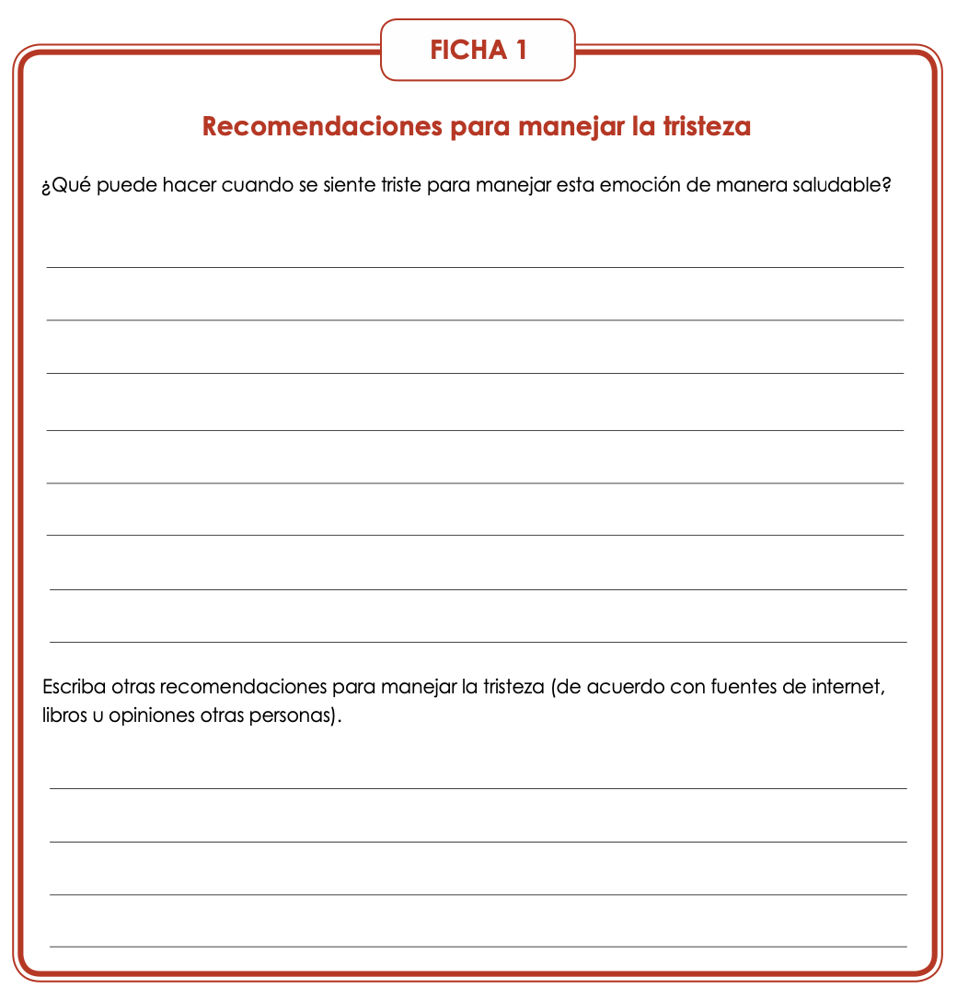 FICHA 1
Recomendaciones para manejar la tristeza
¿Qué puede hacer cuando se siente triste para manejar esta emoción de manera saludable?
Escriba otras recomendaciones para manejar la tristeza (de acuerdo con fuentes de internet,
libros u opiniones otras personas).